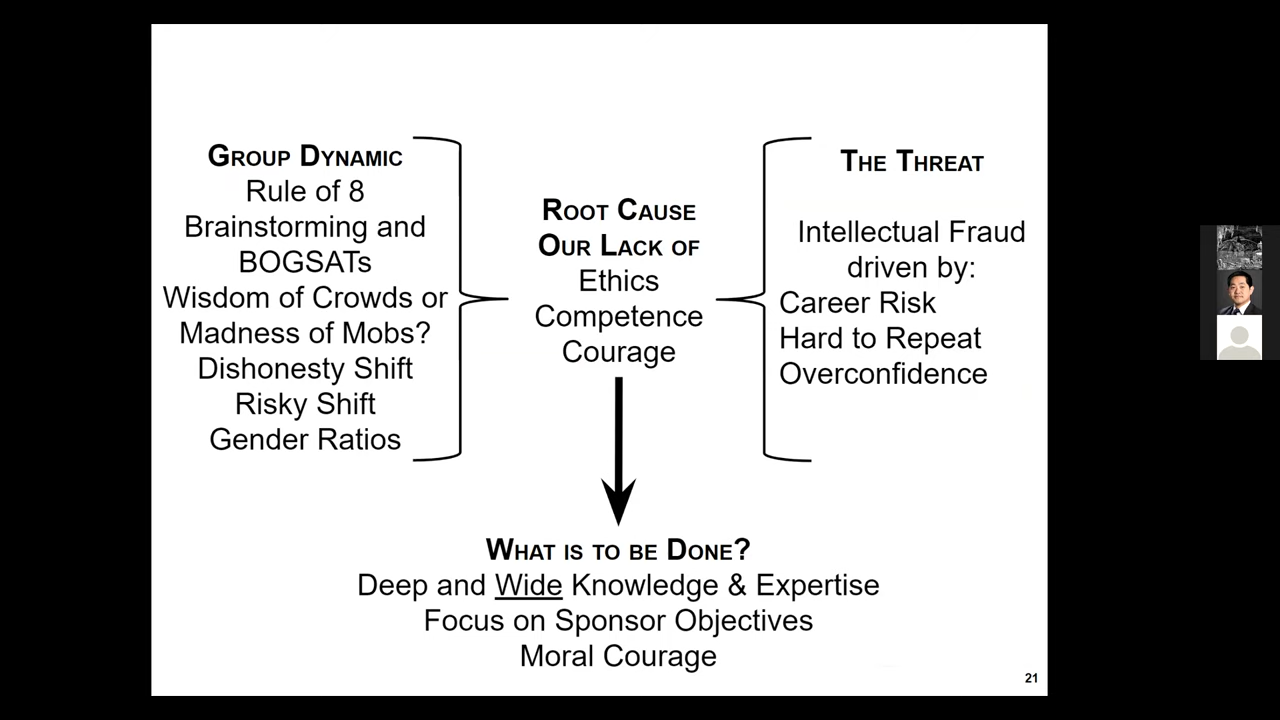 GROUP DYNAMIC
Rule of 8
Brainstorming and
BOGSATs
Wisdom of Crowds or
Madness of Mobs?
Dishonesty Shift
Risky Shift
Gender Ratios
ROOT CAUSE
OUR LACK OF
Ethics
Competence
Courage
THE THREAT
Intellectual Fraud
driven by:
Career Risk
Hard to Repeat
Overconfidence
WHAT IS TO BE DONE?
Deep and Wide Knowledge & Expertise
Focus on Sponsor Objectives
Moral Courage
21